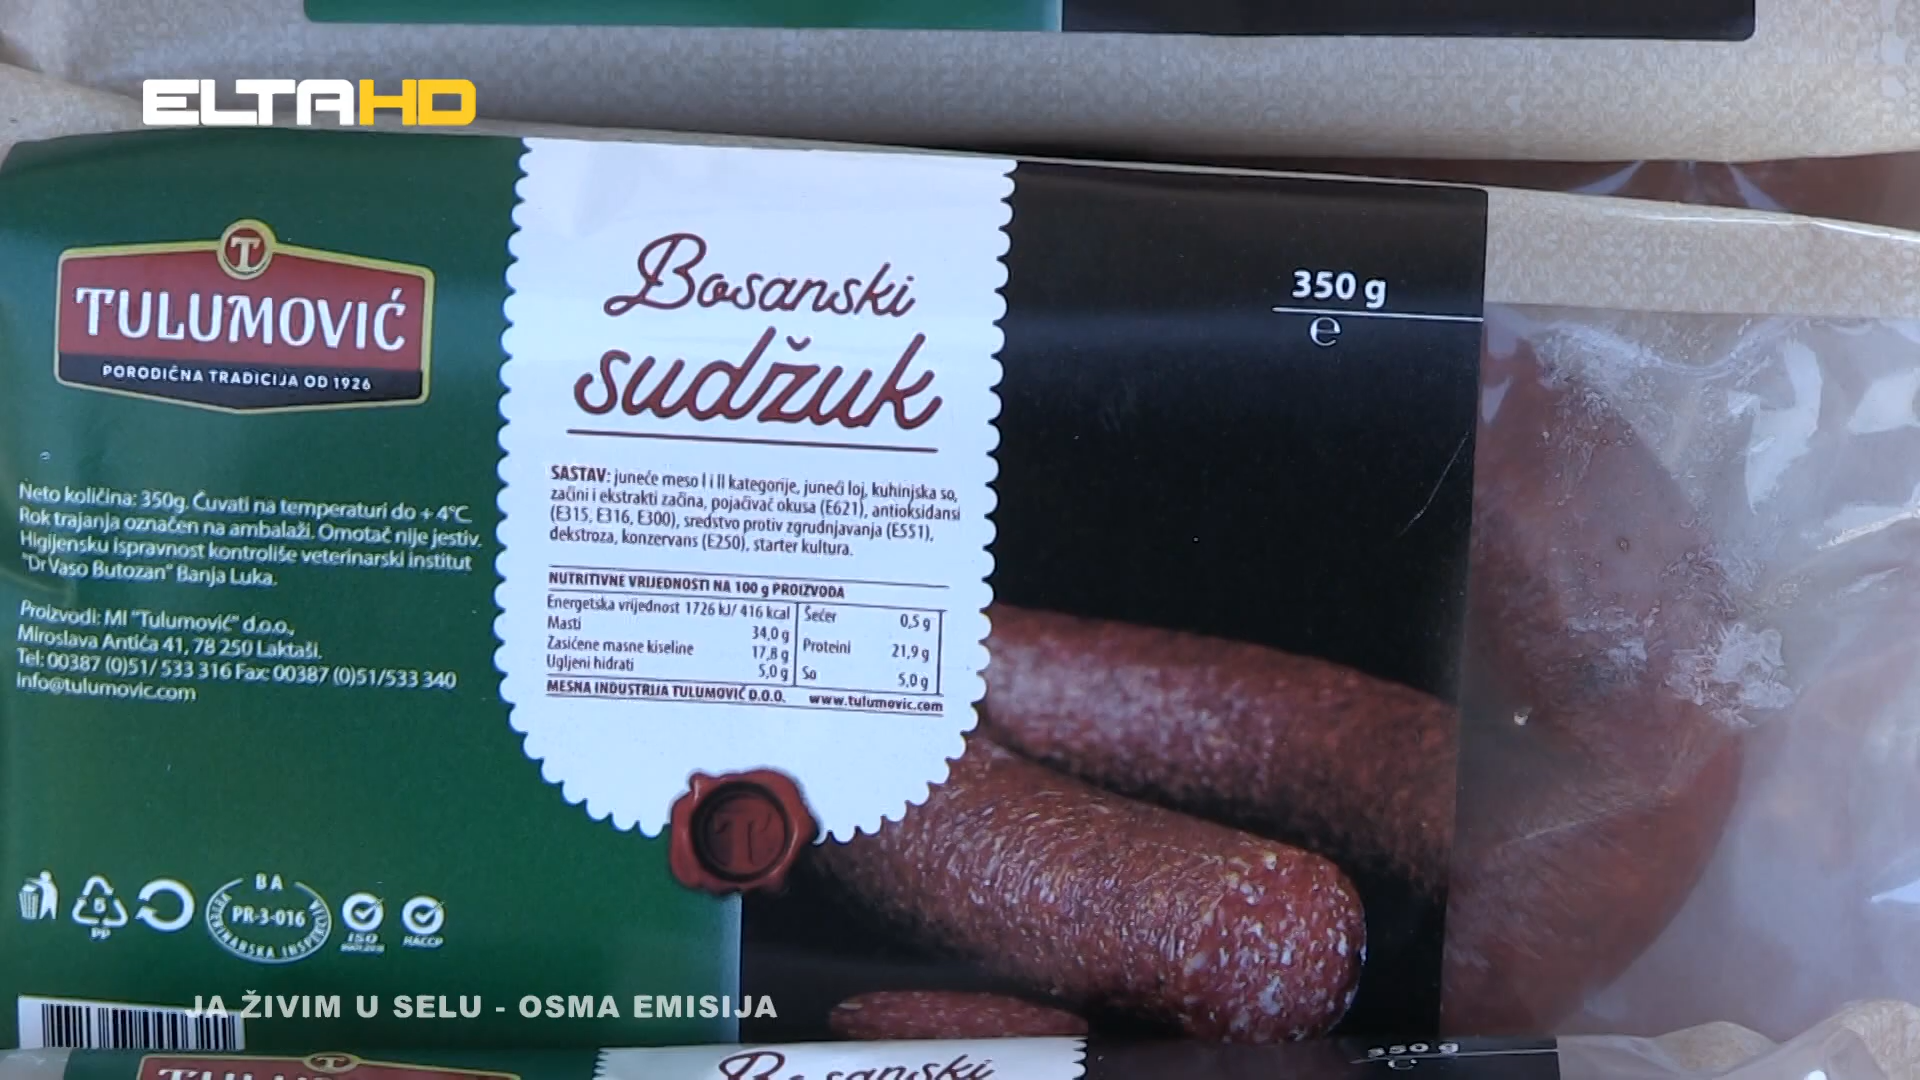 ELTAHD
T
TULUMOVIĆ
PORODIČNA TRADICIJA OD 1926
Neto količina: 350g. Čuvati na temperaturi do + 4°C
Rok trajanja označen na ambalaži. Omotač nije jestiv.
Higijensku ispravnost kontroliše veterinarski institut
"Dr Vaso Butozan" Banja Luka.
Proizvodi: MI "Tulumović" d.o.o.,
Miroslava Antića 41, 78 250 Laktaši.
Tel: 00387 (0)51/ 533 316 Fax: 00387 (0)51/533 340
info@tulumovic.com
5
PP
BA
PR-3-016
VETERINARSKA INSPEKCIJA
ISO
HACCP
Bosanski
sudžuk
SASTAV: juneće meso I i II kategorije, juneći loj, kuhinjska so,
začini i ekstrakti začina, pojačivač okusa (E621), antioksidansi
(E315, E316, E300), sredstvo protiv zgrudnjavanja (E551),
dekstroza, konzervans (E250), starter kultura.
NUTRITIVNE VRIJEDNOSTI NA 100 g PROIZVODA
Energetska vrijednost 1726 kJ/ 416 kcal Šećer 0,5 g
Masti 34,0 g
Zasićene masne kiseline 17,8 g Proteini 21,9 g
Ugljeni hidrati 5,0 g So 5,0 g
MESNA INDUSTRIJA TULUMOVIĆ D.O.O. www.tulumovic.com
T
350 g
e
JA ŽIVIM U SELU - OSMA EMISIJA
T
Bosanski
350 g